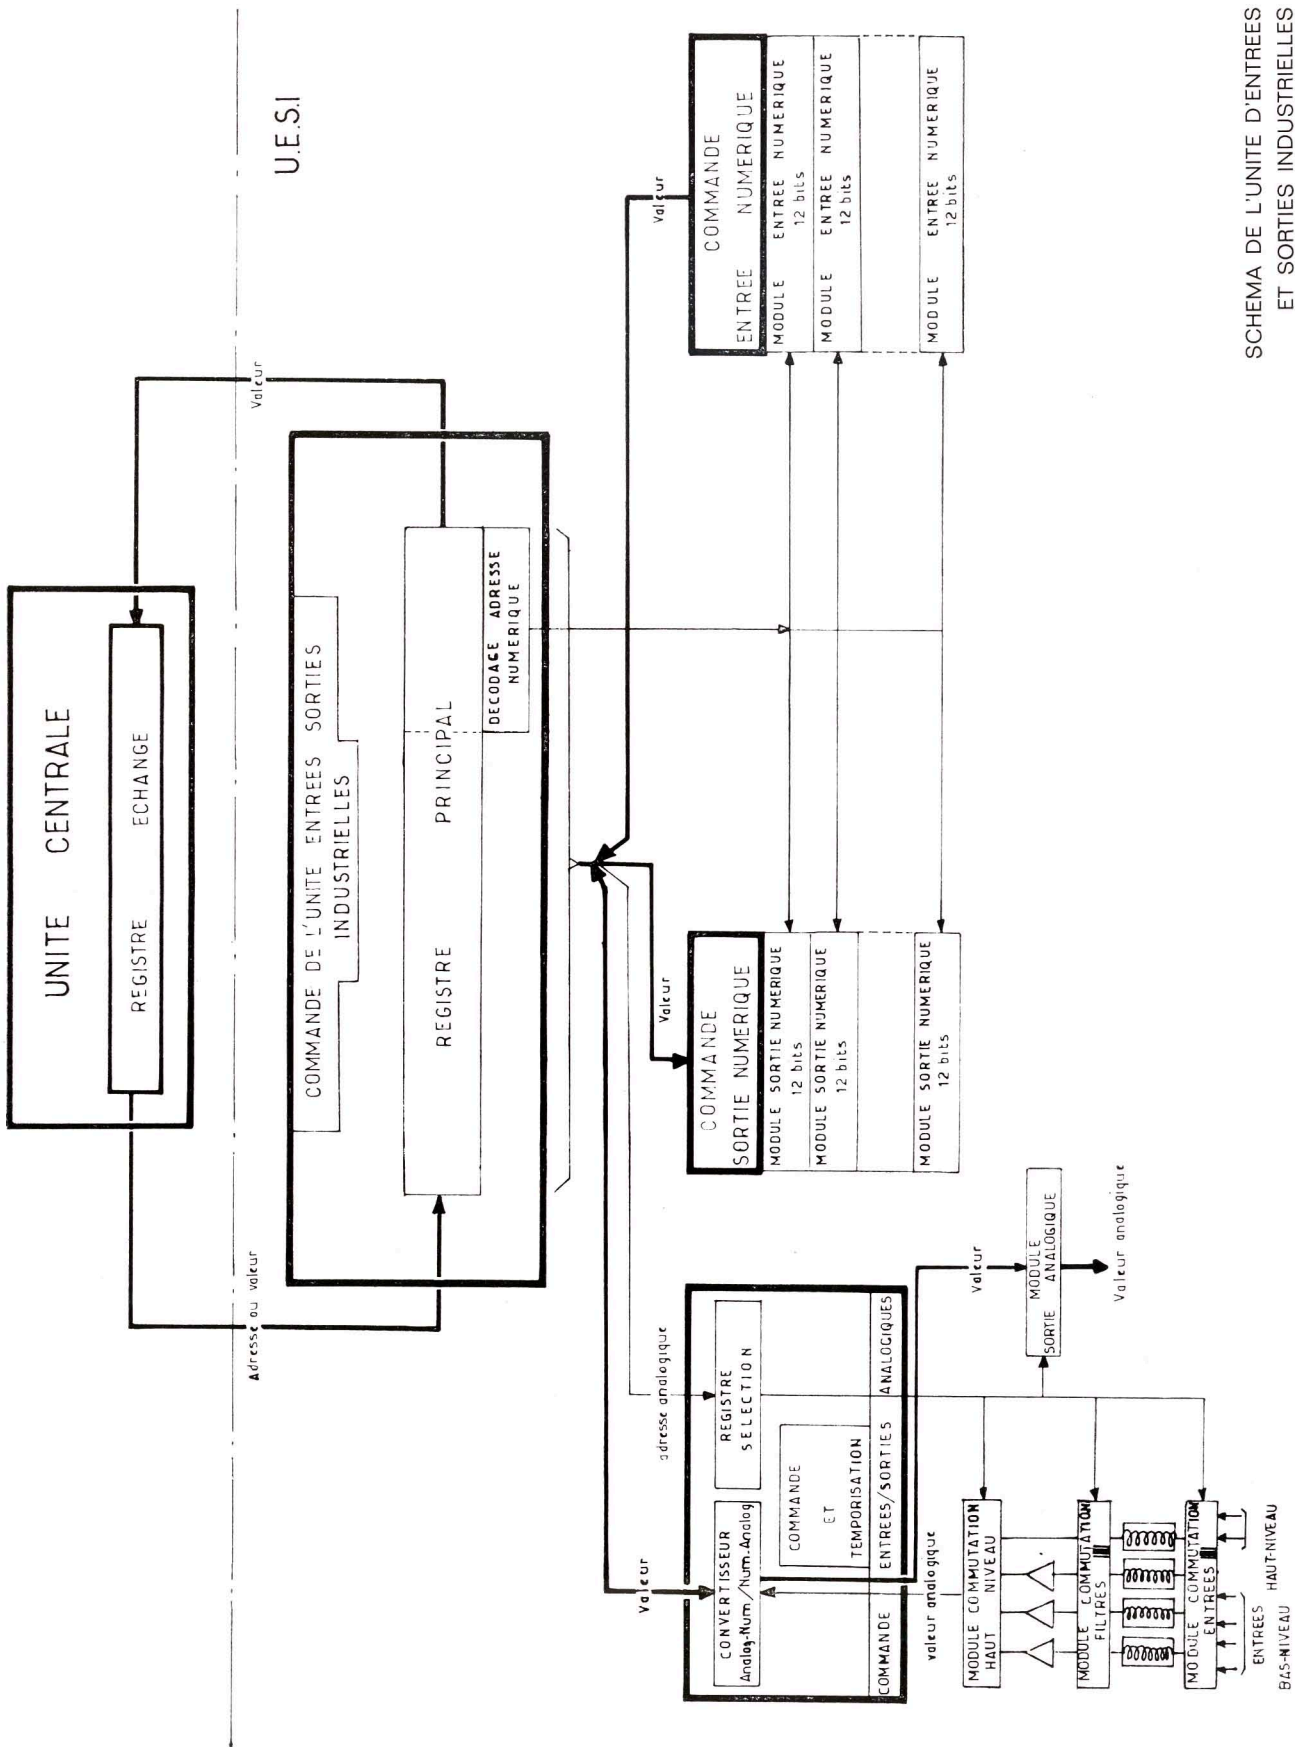 UNITE CENTRALE
REGISTRE ECHANGE
U.E.S.I
Adresse ou valeur
Valeur
COMMANDE DE L'UNITE ENTREES SORTIES
INDUSTRIELLES
REGISTRE PRINCIPAL
DECODAGE ADRESSE
NUMERIQUE
Valeur
adresse analogique
Valeur
Valeur
CONVERTISSEUR
Analog-Num/Num.Analog
REGISTRE
SELECTION
COMMANDE
ET
TEMPORISATION
COMMANDE ENTREES/SORTIES ANALOGIQUES
COMMANDE
SORTIE NUMERIQUE
MODULE SORTIE NUMERIQUE
12 bits
MODULE SORTIE NUMERIQUE
12 bits
MODULE SORTIE NUMERIQUE
12 bits
COMMANDE
ENTREE NUMERIQUE
MODULE ENTREE NUMERIQUE
12 bits
MODULE ENTREE NUMERIQUE
12 bits
MODULE ENTREE NUMERIQUE
12 bits
valeur analogique
Valeur
MODULE COMMUTATION
HAUT NIVEAU
MODULE
SORTIE ANALOGIQUE
Valeur analogique
MODULE COMMUTATION
FILTRES
MODULE COMMUTATION
ENTREES
ENTREES
BAS-NIVEAU HAUT-NIVEAU
SCHEMA DE L'UNITE D'ENTREES
ET SORTIES INDUSTRIELLES